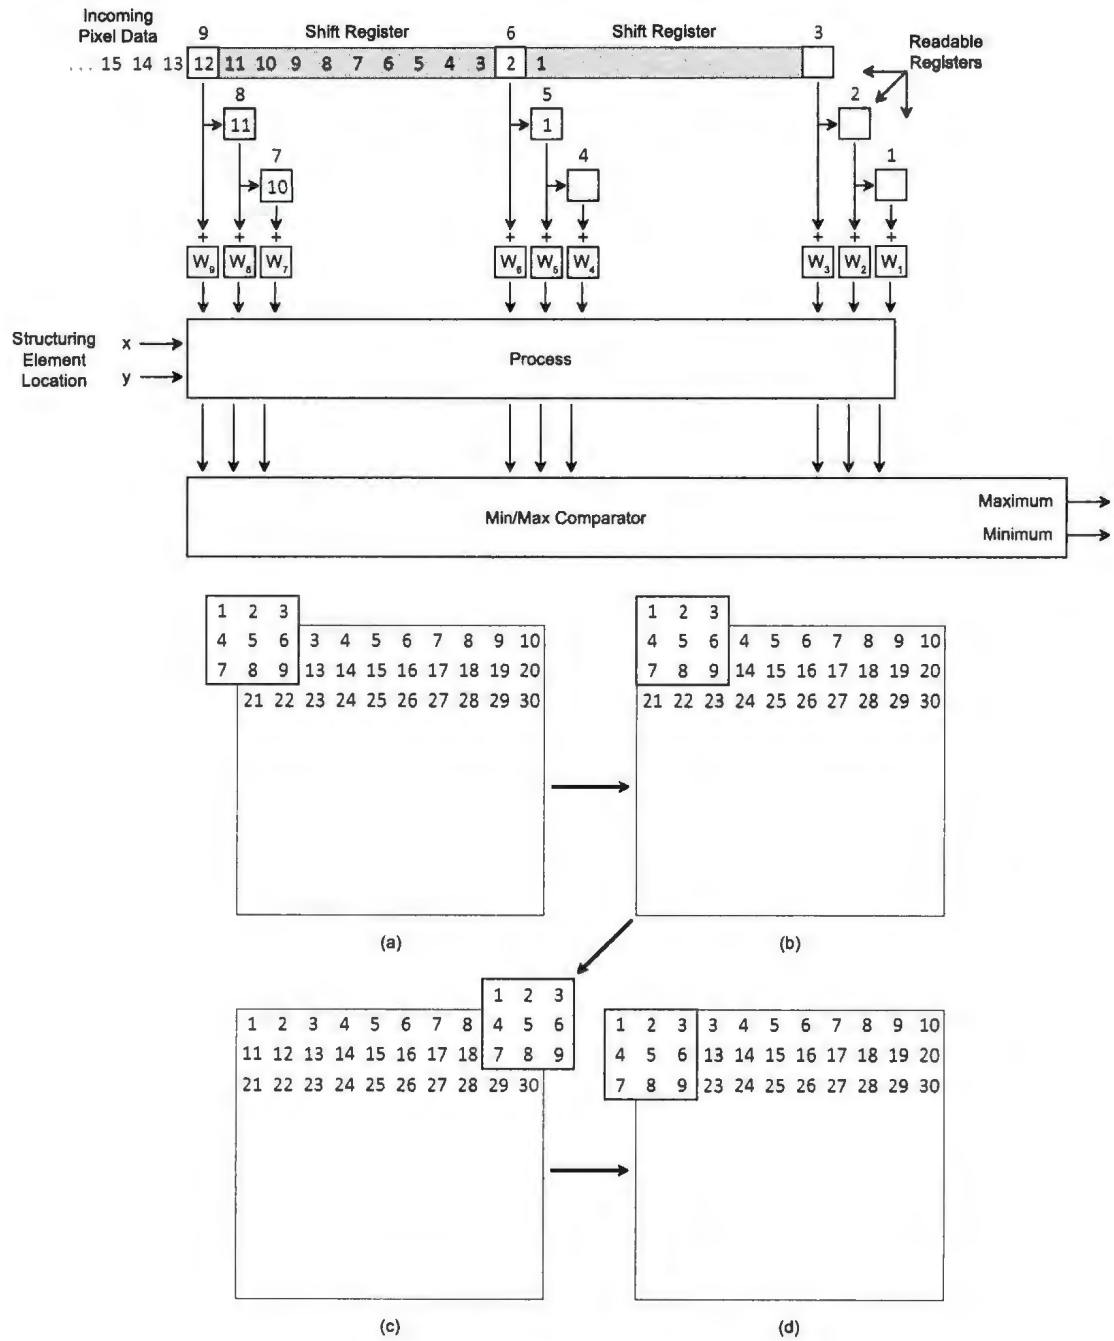 Incoming
Pixel Data
9 Shift Register 6 Shift Register 3
Readable
Registers
... 15 14 13 12 11 10 9 8 7 6 5 4 3 2 1
8 5 2
11 1
7 4 1
10
+ + + + + + + + +
W9 W8 W7 W6 W5 W4 W3 W2 W1
Structuring
Element
Location
x
y
Process
Min/Max Comparator
Maximum
Minimum
1 2 3
4 5 6 3 4 5 6 7 8 9 10
7 8 9 13 14 15 16 17 18 19 20
21 22 23 24 25 26 27 28 29 30
(a)
1 2 3
4 5 6 4 5 6 7 8 9 10
7 8 9 14 15 16 17 18 19 20
21 22 23 24 25 26 27 28 29 30
(b)
1 2 3
1 2 3 4 5 6 7 8 4 5 6
11 12 13 14 15 16 17 18 7 8 9
21 22 23 24 25 26 27 28 29 30
(c)
1 2 3 3 4 5 6 7 8 9 10
4 5 6 13 14 15 16 17 18 19 20
7 8 9 23 24 25 26 27 28 29 30
(d)